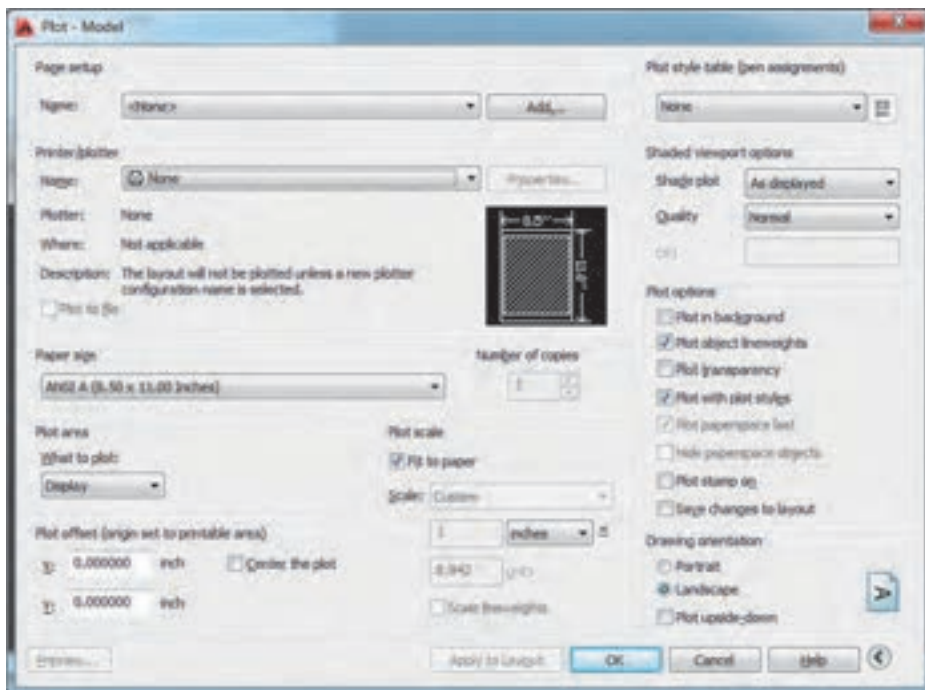 Plot - Model
Page setup
Name: <None> Add...
Printer/plotter
Name: None Properties...
Plotter: None
Where: Not applicable
Description: The layout will not be plotted unless a new plotter
configuration name is selected.
Plot to file
8.5''
Paper size
ANSI A (8.50 x 11.00 Inches)
Number of copies
1
Plot area
What to plot:
Display
Plot scale
Fit to paper
Scale: Custom
1 inches =
8.942 units
Scale lineweights
Plot offset (origin set to printable area)
X: 0.000000 inch Center the plot
Y: 0.000000 inch
Plot style table (pen assignments)
None
Shaded viewport options
Shade plot As displayed
Quality Normal
DPI
Plot options
Plot in background
Plot object lineweights
Plot transparency
Plot with plot styles
Plot paperspace last
Hide paperspace objects
Plot stamp on
Save changes to layout
Drawing orientation
Portrait
Landscape
Plot upside-down
A
Preview... Apply to Layout OK Cancel Help